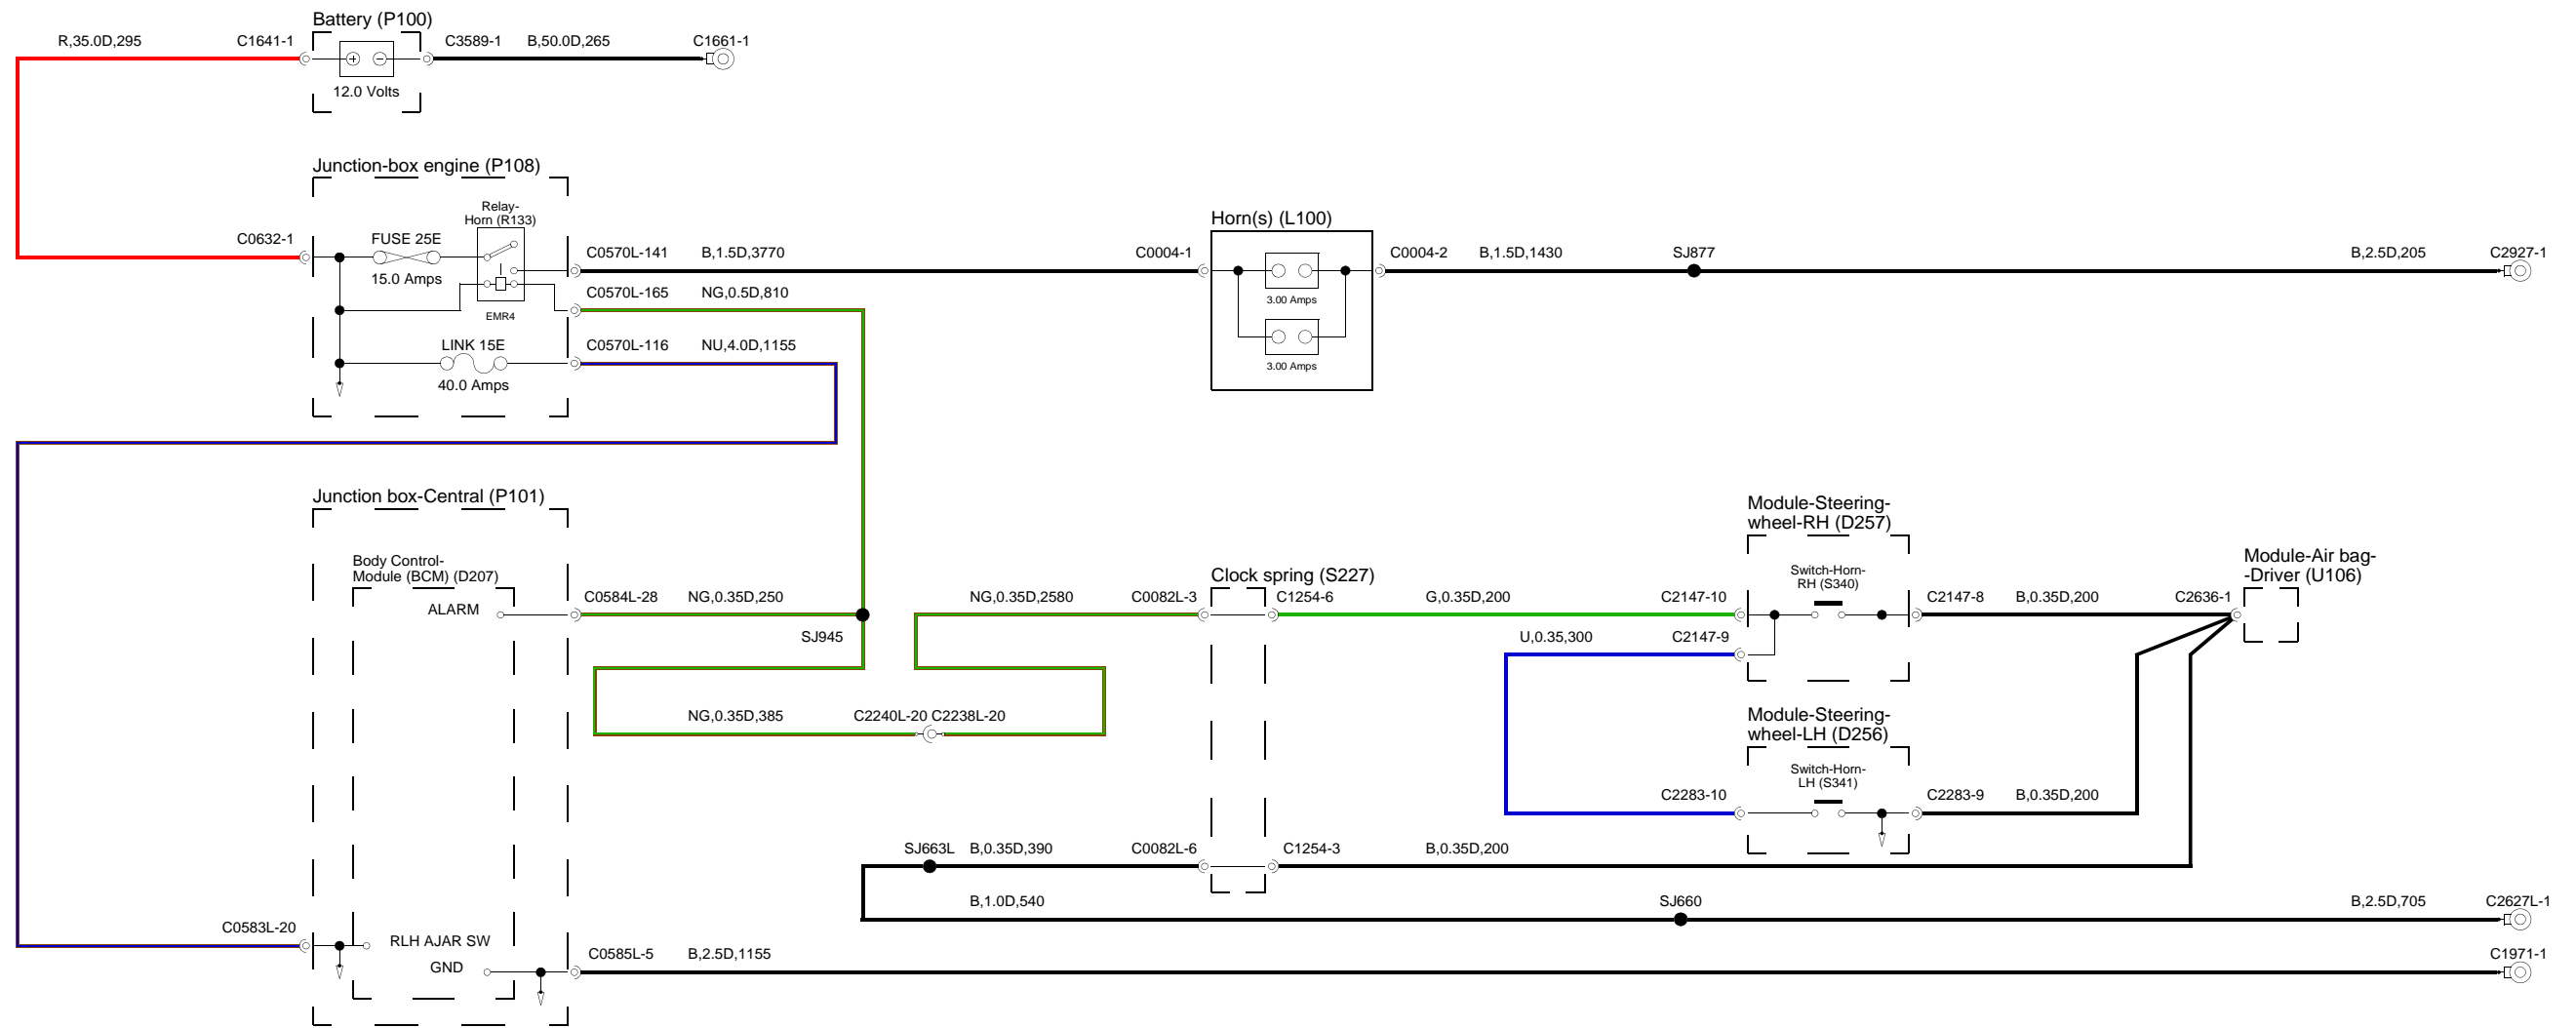 Battery (P100)
R,35.0D,295
C1641-1
C3589-1
B,50.0D,265
C1661-1
12.0 Volts
Junction-box engine (P108)
Relay-
Horn (R133)
C0632-1
FUSE 25E
15.0 Amps
EMR4
LINK 15E
40.0 Amps
C0570L-141
B,1.5D,3770
C0570L-165
NG,0.5D,810
C0570L-116
NU,4.0D,1155
Horn(s) (L100)
C0004-1
3.00 Amps
3.00 Amps
C0004-2
B,1.5D,1430
SJ877
B,2.5D,205
C2927-1
Junction box-Central (P101)
Body Control-
Module (BCM) (D207)
ALARM
C0584L-28
NG,0.35D,250
SJ945
NG,0.35D,385
C2240L-20
C2238L-20
NG,0.35D,2580
C0082L-3
Clock spring (S227)
C1254-6
G,0.35D,200
C2147-10
U,0.35,300
C2147-9
Module-Steering-
wheel-RH (D257)
Switch-Horn-
RH (S340)
C2147-8
B,0.35D,200
C2636-1
Module-Air bag-
-Driver (U106)
Module-Steering-
wheel-LH (D256)
Switch-Horn-
LH (S341)
C2283-10
C2283-9
B,0.35D,200
SJ663L
B,0.35D,390
C0082L-6
C1254-3
B,0.35D,200
B,1.0D,540
SJ660
B,2.5D,705
C2627L-1
C0583L-20
RLH AJAR SW
GND
C0585L-5
B,2.5D,1155
C1971-1